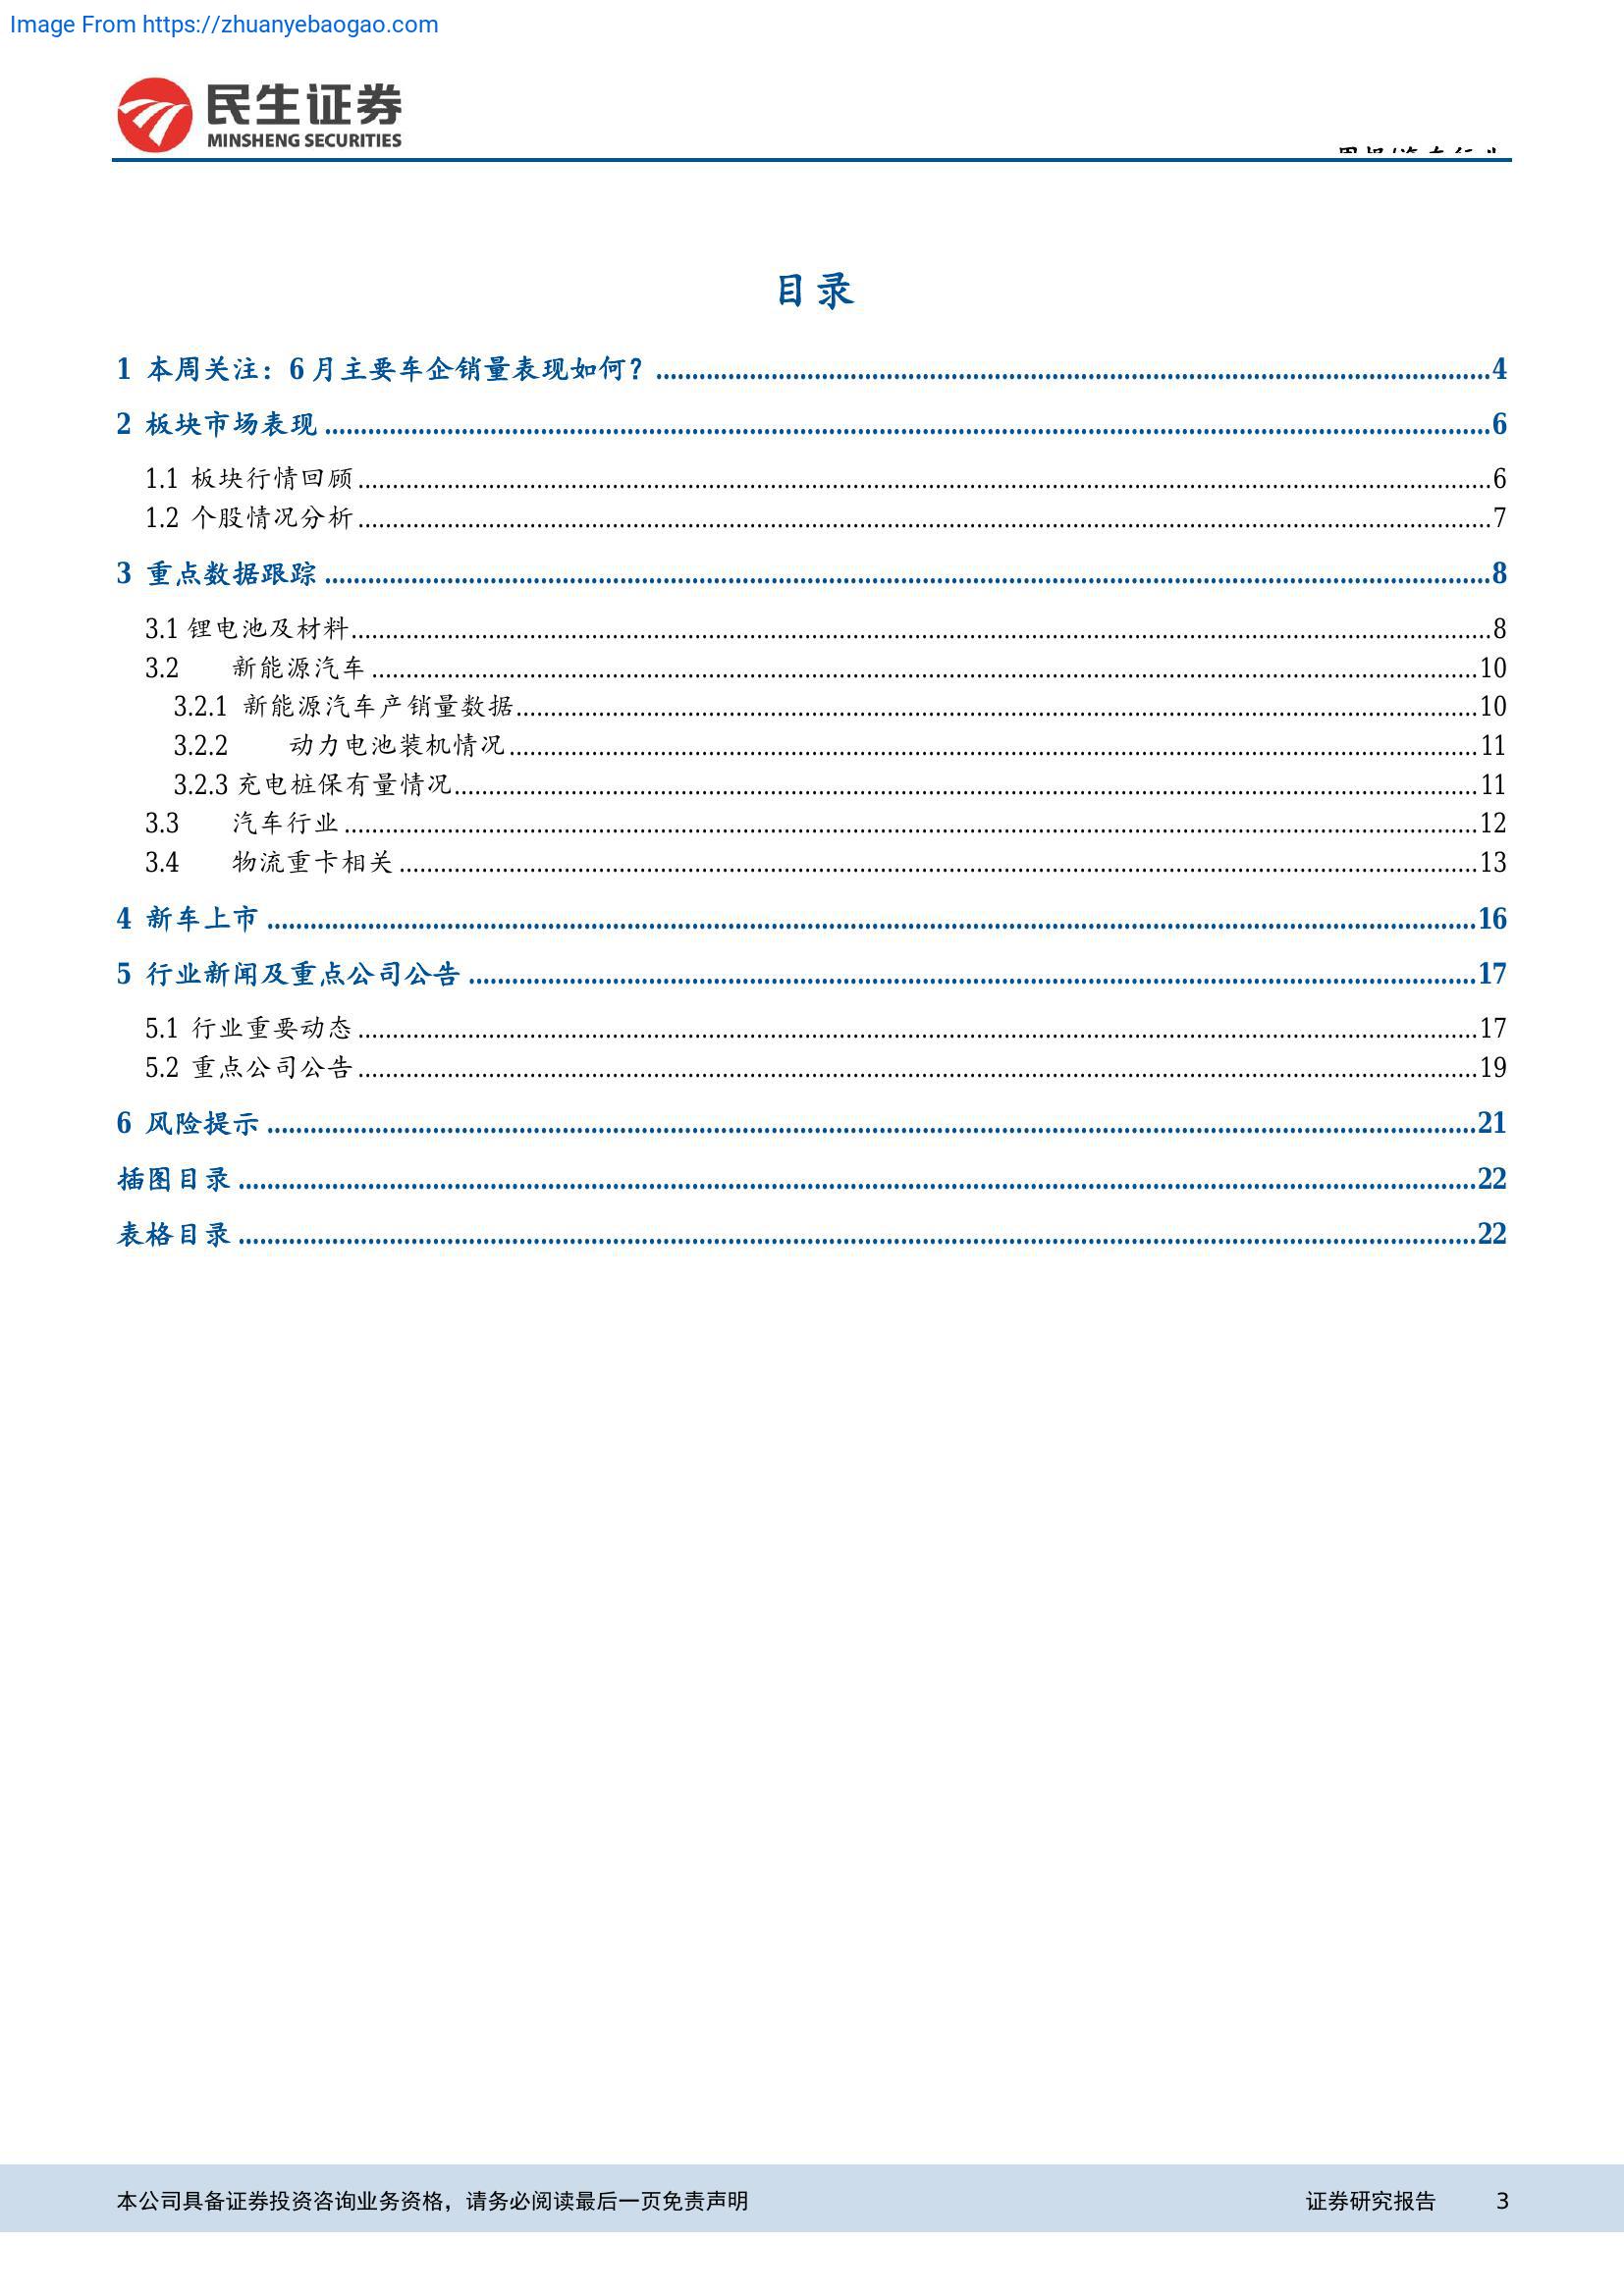 Image From https://zhuanyebaogao.com
民生证券
MINSHENG SECURITIES
目录
1 本周关注：6 月主要车企销量表现如何？ 4
2 板块市场表现 6
1.1 板块行情回顾 6
1.2 个股情况分析 7
3 重点数据跟踪 8
3.1 锂电池及材料 8
3.2 新能源汽车 10
3.2.1 新能源汽车产销量数据 10
3.2.2 动力电池装机情况 11
3.2.3 充电桩保有量情况 11
3.3 汽车行业 12
3.4 物流重卡相关 13
4 新车上市 16
5 行业新闻及重点公司公告 17
5.1 行业重要动态 17
5.2 重点公司公告 19
6 风险提示 21
插图目录 22
表格目录 22
本公司具备证券投资咨询业务资格，请务必阅读最后一页免责声明 证券研究报告 3